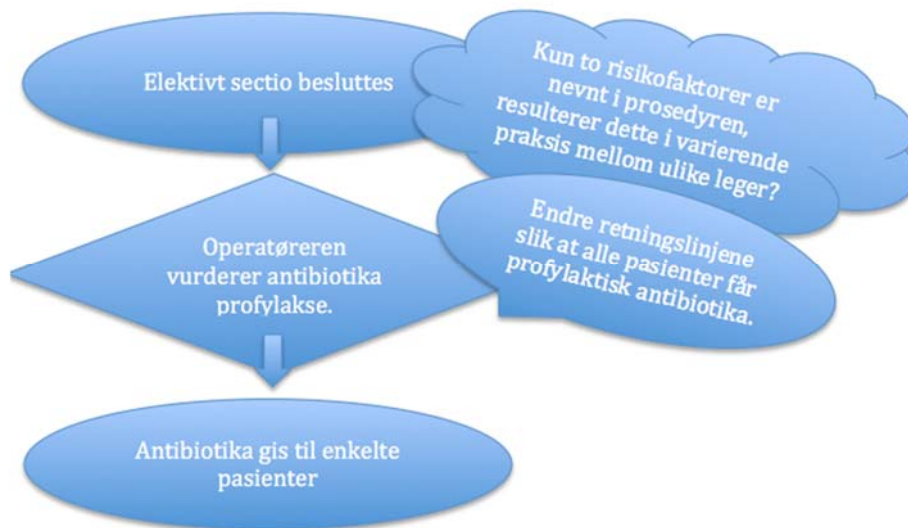 Elektivt sectio besluttes
Kun to risikofaktorer er
nevnt i prosedyren,
resulterer dette i varierende
praksis mellom ulike leger?
Endre retningslinjene
slik at alle pasienter får
profylaktisk antibiotika.
Operatøreren
vurderer antibiotika
profylakse.
Antibiotika gis til enkelte
pasienter